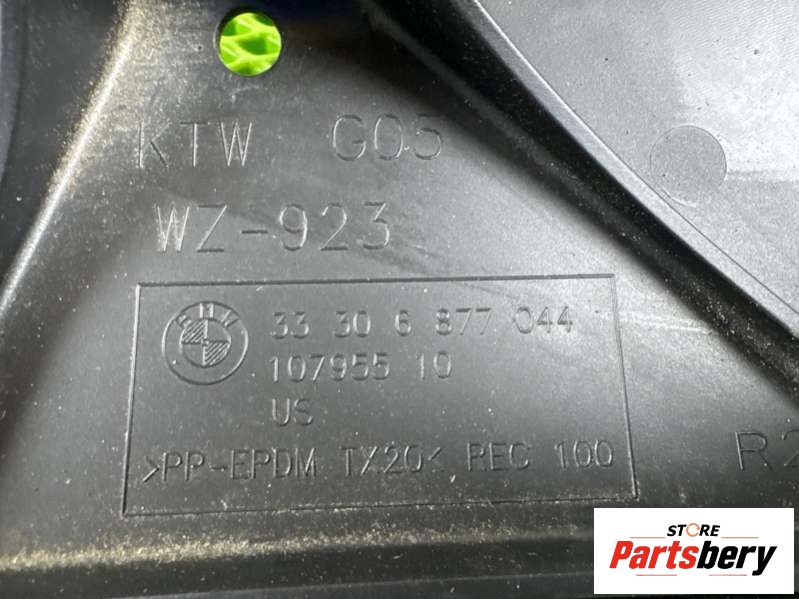 KTW G05
WZ-923
BMW
33 30 6 877 044
107955 10
US
>PP-EPDM TX20< REC 100
STORE
Partsbery